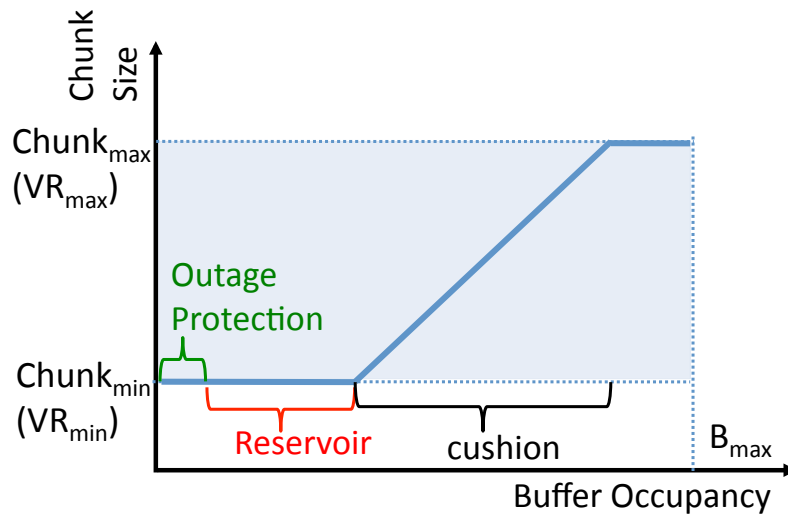 Chunk
Size
Chunkmax
(VRmax)
Outage
Protection
Chunkmin
(VRmin)
Reservoir
cushion
Bmax
Buffer Occupancy